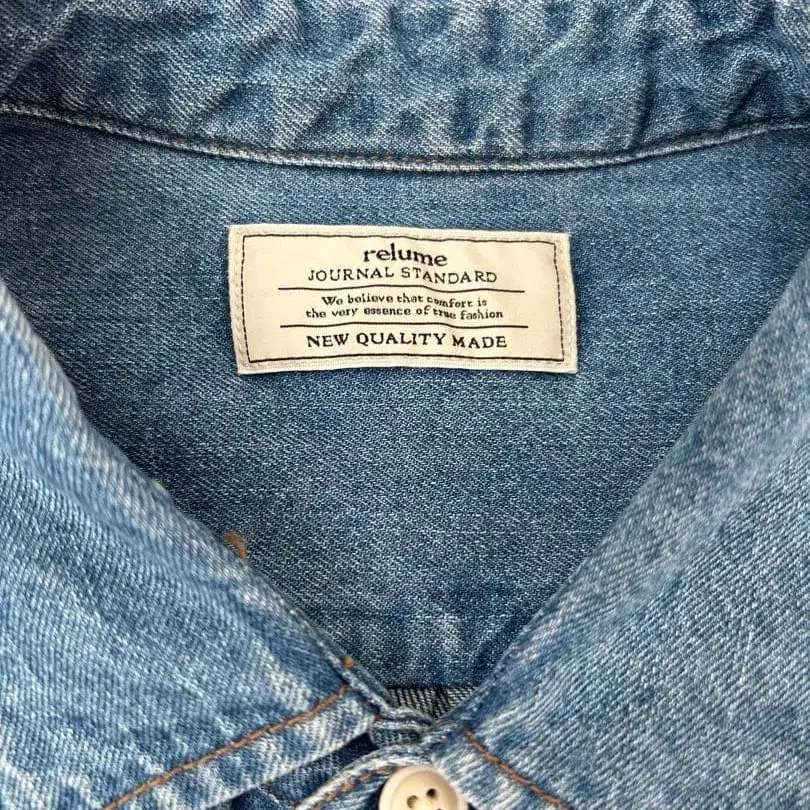 relume
JOURNAL STANDARD
We believe that comfort is
the very essence of true fashion
NEW QUALITY MADE